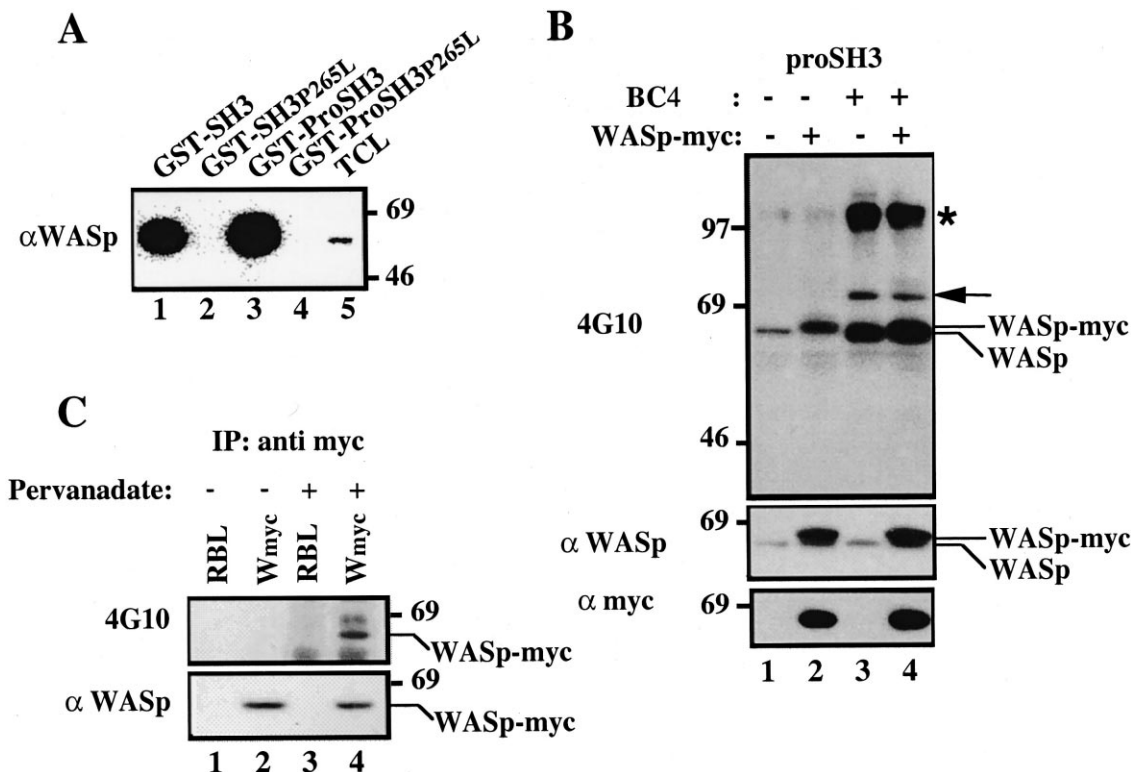 A
GST-SH3
GST-SH3P265L
GST-ProSH3
GST-ProSH3P265L
TCL
αWASp
69
46
1 2 3 4 5
B
proSH3
BC4 : - - + +
WASp-myc: - + - +
4G10
97
*
69
WASp-myc
WASp
46
α WASp
69
WASp-myc
WASp
α myc
69
1 2 3 4
C
IP: anti myc
Pervanadate: - - + +
RBL
Wmyc
RBL
Wmyc
4G10
69
WASp-myc
α WASp
69
WASp-myc
1 2 3 4